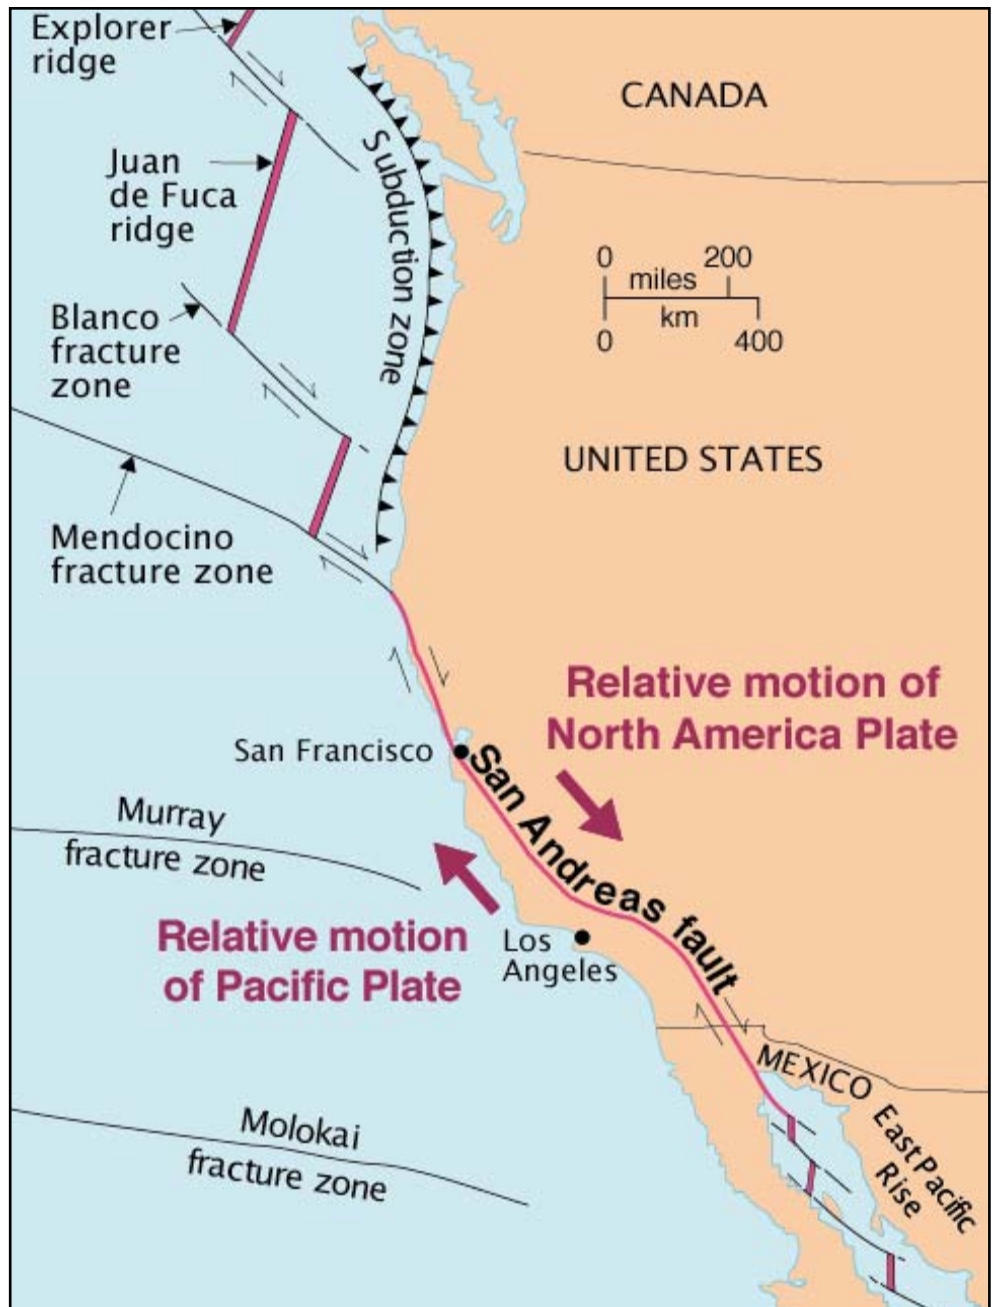 Explorer
ridge
CANADA
Juan
de Fuca
ridge
Subduction zone
0 200
miles
km
0 400
Blanco
fracture
zone
UNITED STATES
Mendocino
fracture zone
Relative motion of
North America Plate
San Francisco
San Andreas fault
Murray
fracture zone
Relative motion
of Pacific Plate
Los
Angeles
MEXICO
East Pacific
Rise
Molokai
fracture zone